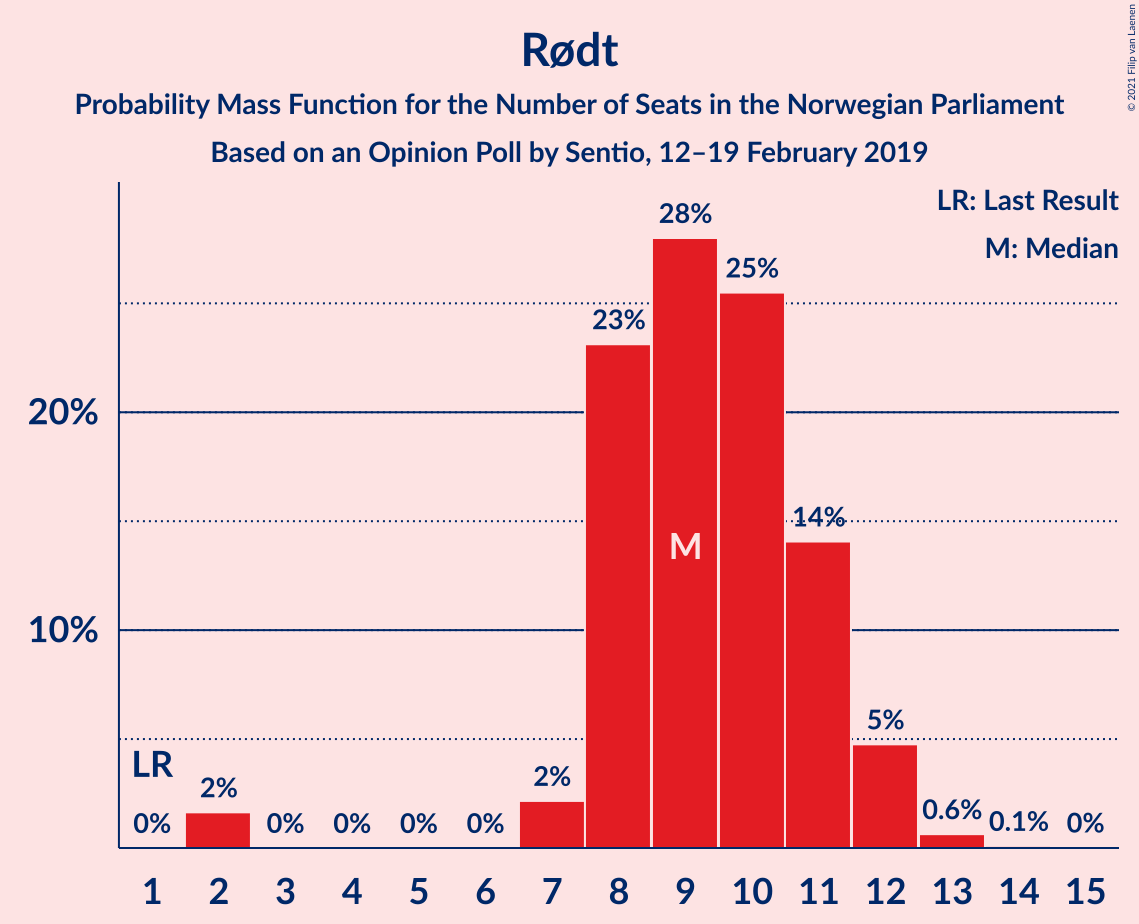 Rødt
Probability Mass Function for the Number of Seats in the Norwegian Parliament
Based on an Opinion Poll by Sentio, 12–19 February 2019
© 2021 Filip van Laenen
LR: Last Result
M: Median
28%
25%
23%
20%
14%
M
10%
5%
LR
2%
2%
0%
0%
0%
0%
0%
0.6%
0.1%
0%
1 2 3 4 5 6 7 8 9 10 11 12 13 14 15